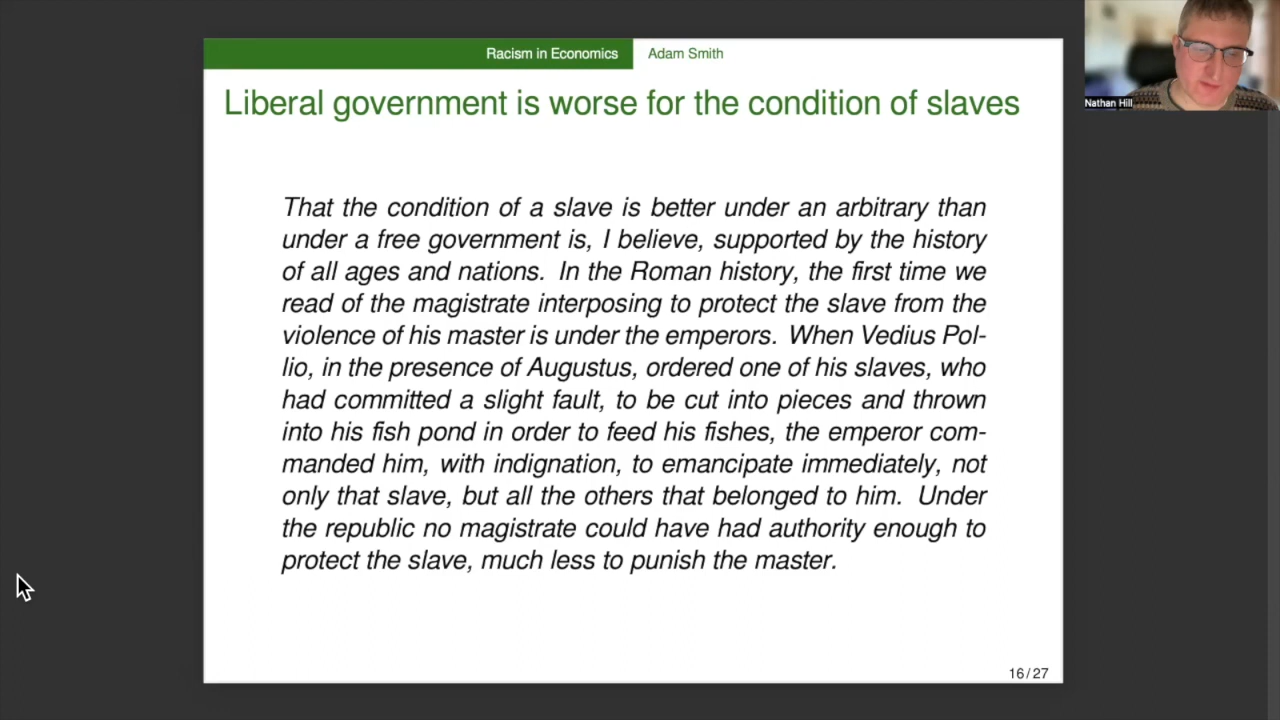 Racism in Economics
Adam Smith
Liberal government is worse for the condition of slaves
That the condition of a slave is better under an arbitrary than
under a free government is, I believe, supported by the history
of all ages and nations. In the Roman history, the first time we
read of the magistrate interposing to protect the slave from the
violence of his master is under the emperors. When Vedius Pol-
lio, in the presence of Augustus, ordered one of his slaves, who
had committed a slight fault, to be cut into pieces and thrown
into his fish pond in order to feed his fishes, the emperor com-
manded him, with indignation, to emancipate immediately, not
only that slave, but all the others that belonged to him. Under
the republic no magistrate could have had authority enough to
protect the slave, much less to punish the master.
16/27
Nathan Hill